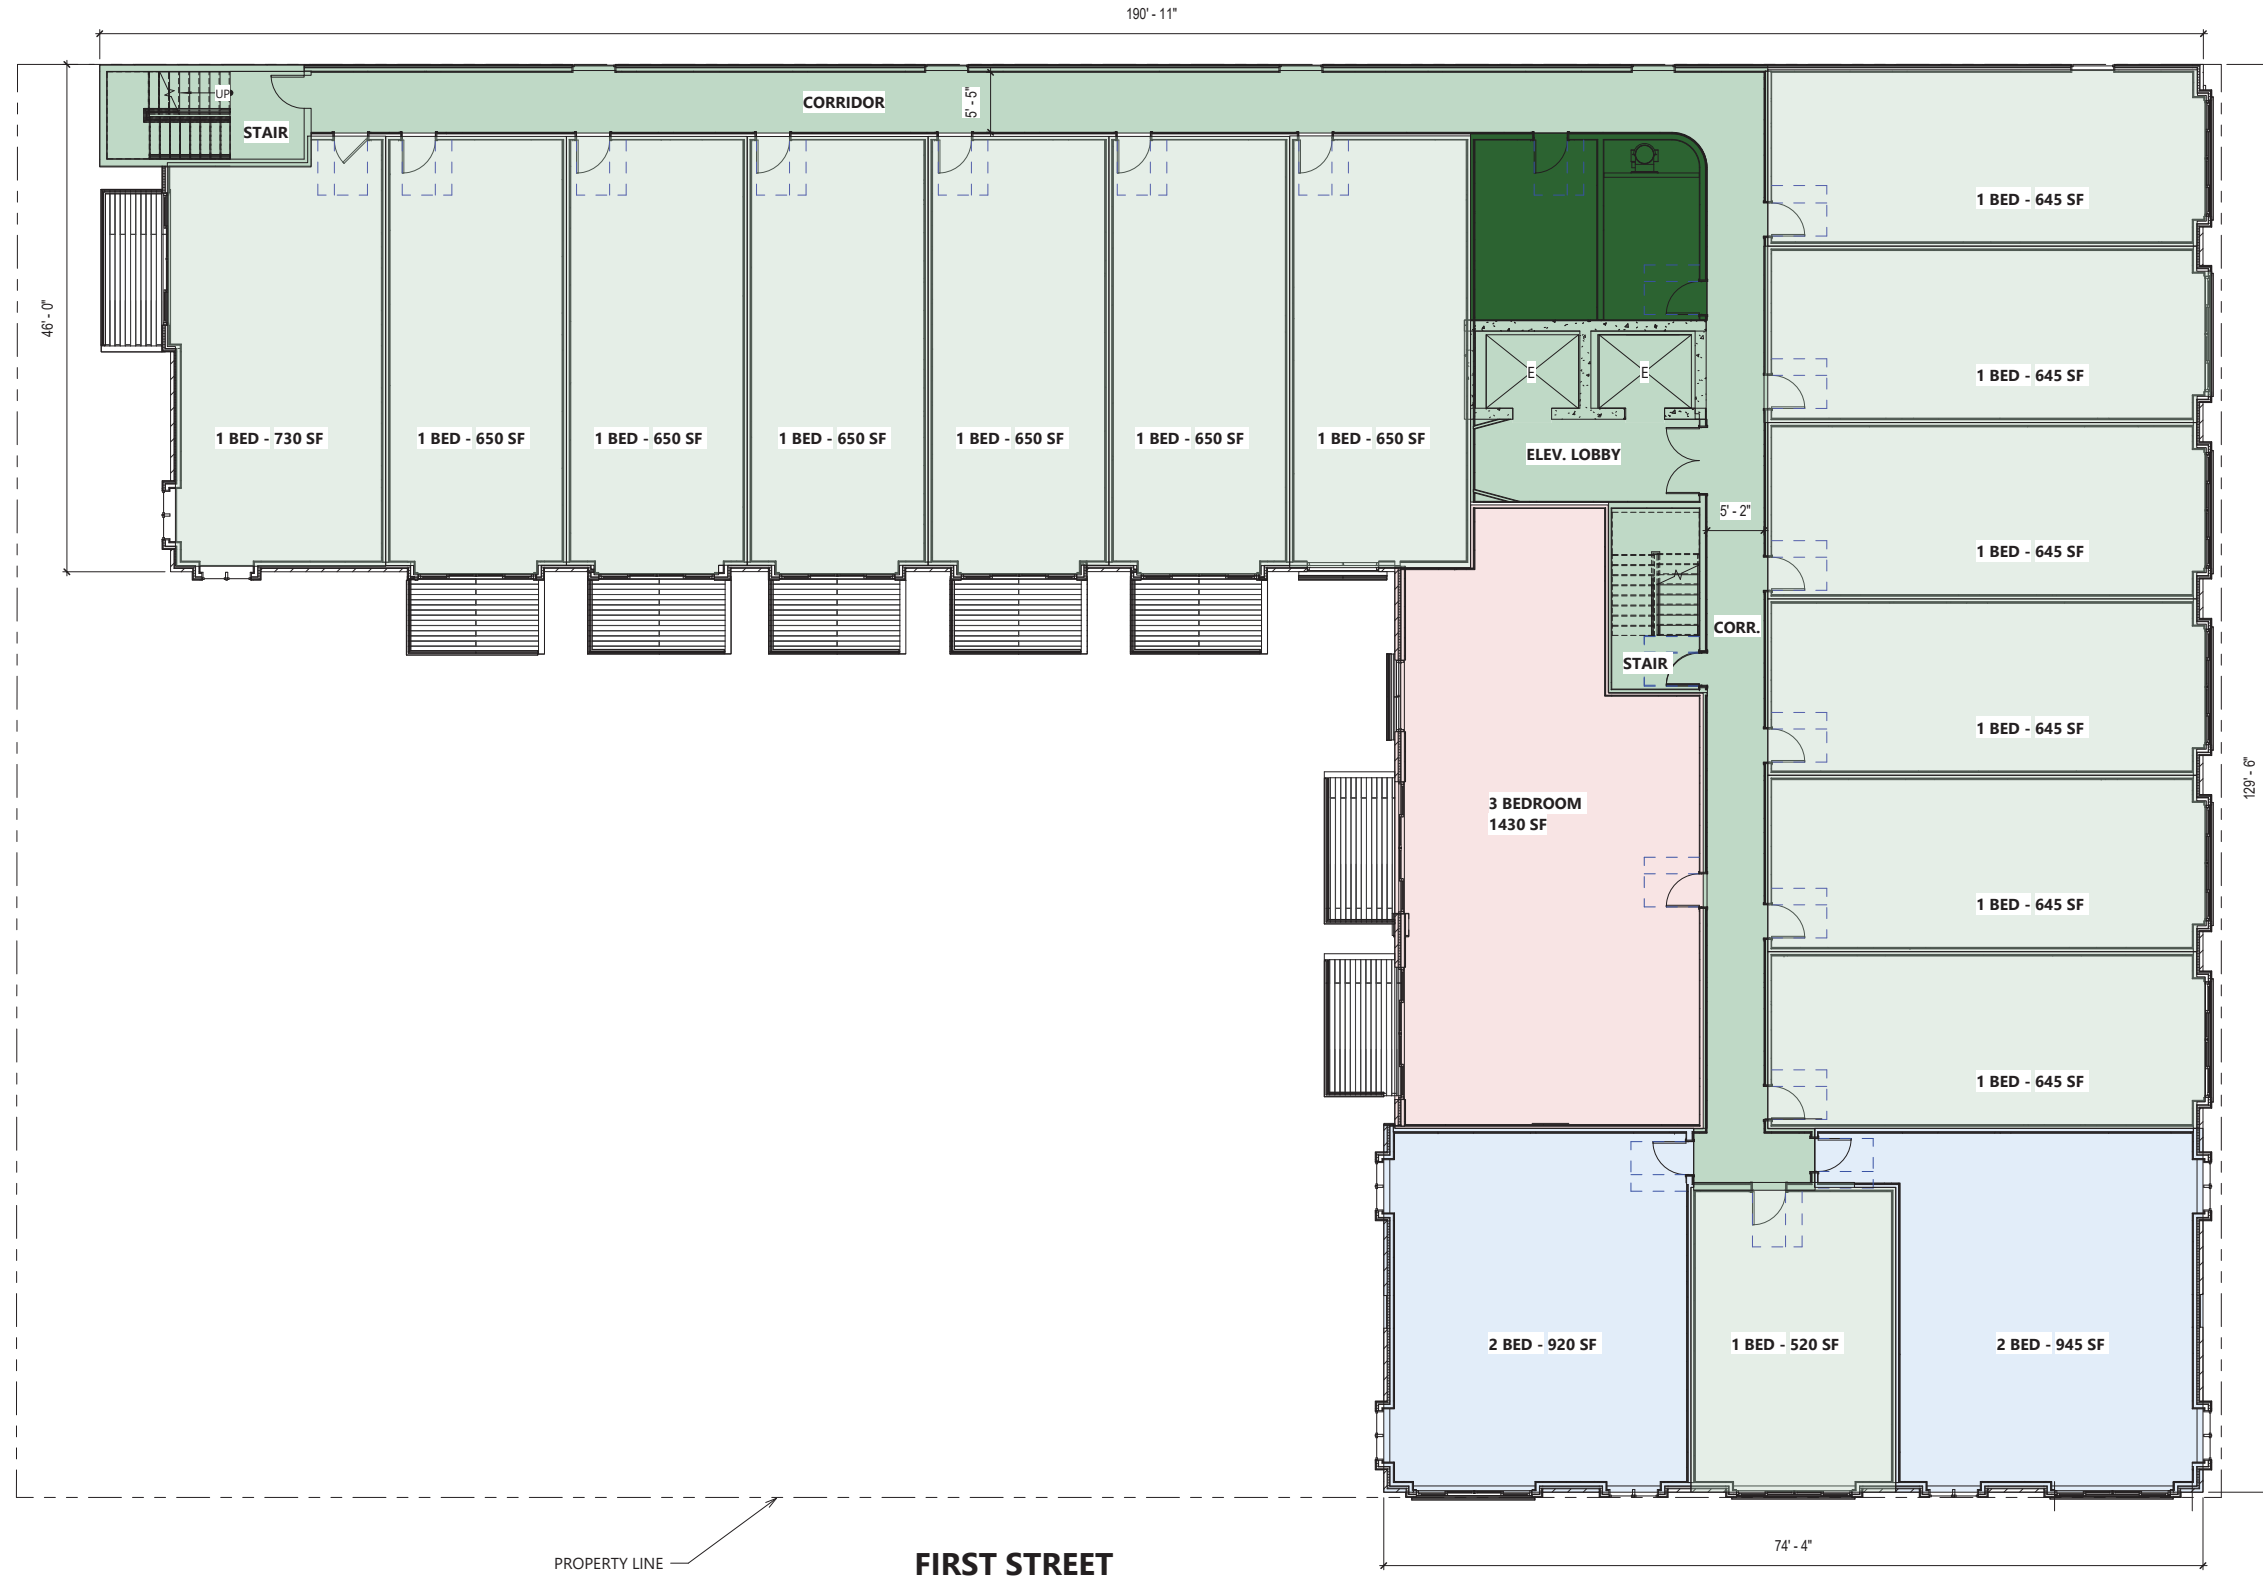 190' - 11"
UP
STAIR
CORRIDOR
5' - 5"
46' - 0"
1 BED - 645 SF
1 BED - 645 SF
E
E
1 BED - 730 SF
1 BED - 650 SF
1 BED - 650 SF
1 BED - 650 SF
1 BED - 650 SF
1 BED - 650 SF
1 BED - 650 SF
ELEV. LOBBY
5' - 2"
1 BED - 645 SF
CORR.
STAIR
1 BED - 645 SF
129' - 6"
3 BEDROOM
1430 SF
1 BED - 645 SF
1 BED - 645 SF
2 BED - 920 SF
1 BED - 520 SF
2 BED - 945 SF
74' - 4"
PROPERTY LINE
FIRST STREET